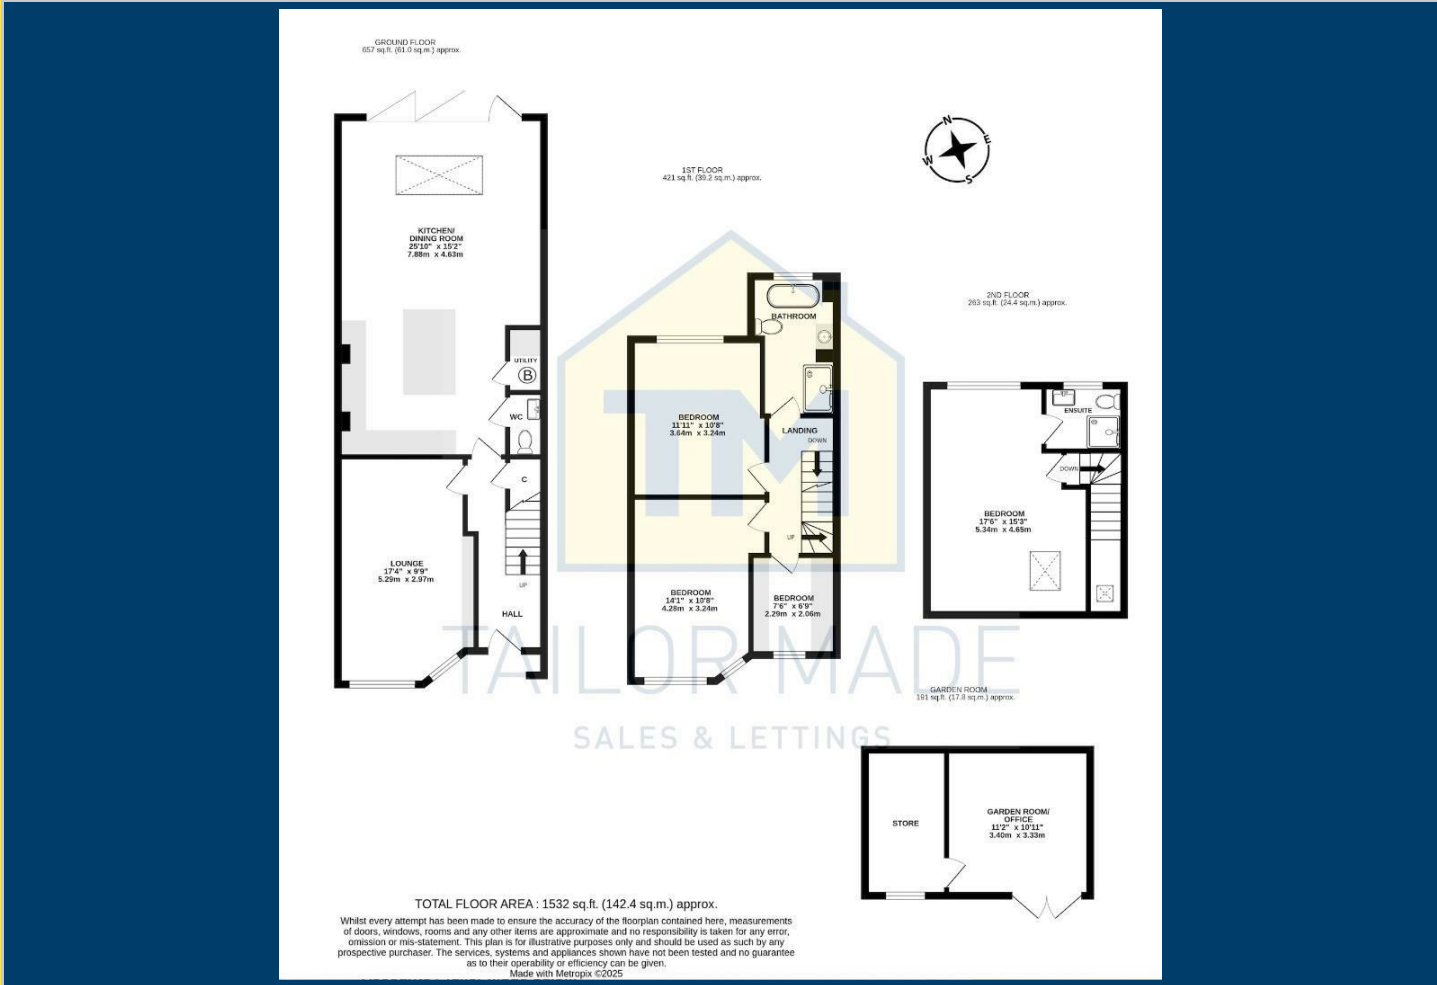 GROUND FLOOR
657 sq.ft. (61.0 sq.m.) approx.
KITCHEN/
DINING ROOM
25'10" x 15'2"
7.88m x 4.63m
UTILITY
B
WC
C
LOUNGE
17'4" x 9'9"
5.29m x 2.97m
UP
HALL
1ST FLOOR
421 sq.ft. (39.2 sq.m.) approx.
BATHROOM
BEDROOM
11'11" x 10'8"
3.64m x 3.24m
LANDING
DOWN
UP
BEDROOM
14'1" x 10'8"
4.28m x 3.24m
BEDROOM
7'6" x 6'9"
2.29m x 2.06m
N
E
S
W
2ND FLOOR
263 sq.ft. (24.4 sq.m.) approx.
ENSUITE
DOWN
BEDROOM
17'6" x 15'3"
5.34m x 4.65m
TM
TAILOR MADE
SALES & LETTINGS
GARDEN ROOM
191 sq.ft. (17.8 sq.m.) approx.
STORE
GARDEN ROOM/
OFFICE
11'2" x 10'11"
3.40m x 3.33m
TOTAL FLOOR AREA : 1532 sq.ft. (142.4 sq.m.) approx.
Whilst every attempt has been made to ensure the accuracy of the floorplan contained here, measurements
of doors, windows, rooms and any other items are approximate and no responsibility is taken for any error,
omission or mis-statement. This plan is for illustrative purposes only and should be used as such by any
prospective purchaser. The services, systems and appliances shown have not been tested and no guarantee
as to their operability or efficiency can be given.
Made with Metropix ©2025